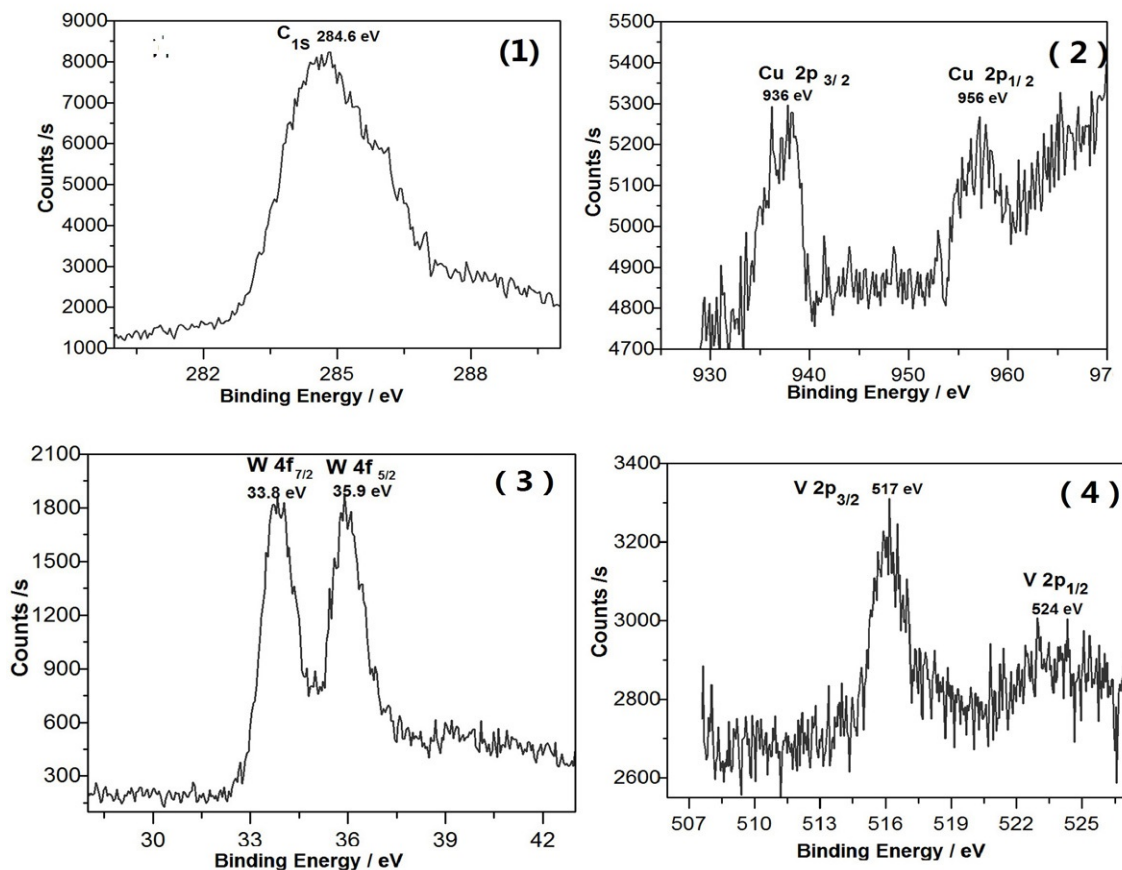 C1S 284.6 eV
(1)
Counts /s
9000
8000
7000
6000
5000
4000
3000
2000
1000
282 285 288
Binding Energy / eV
(2)
Cu 2p 3/2
936 eV
Cu 2p1/2
956 eV
Counts /s
5500
5400
5300
5200
5100
5000
4900
4800
4700
930 940 950 960 97
Binding Energy / eV
(3)
W 4f7/2
33.8 eV
W 4f 5/2
35.9 eV
Counts /s
2100
1800
1500
1200
900
600
300
30 33 36 39 42
Binding Energy / eV
(4)
V 2p3/2
517 eV
V 2p1/2
524 eV
Counts /s
3400
3200
3000
2800
2600
507 510 513 516 519 522 525
Binding Energy / eV